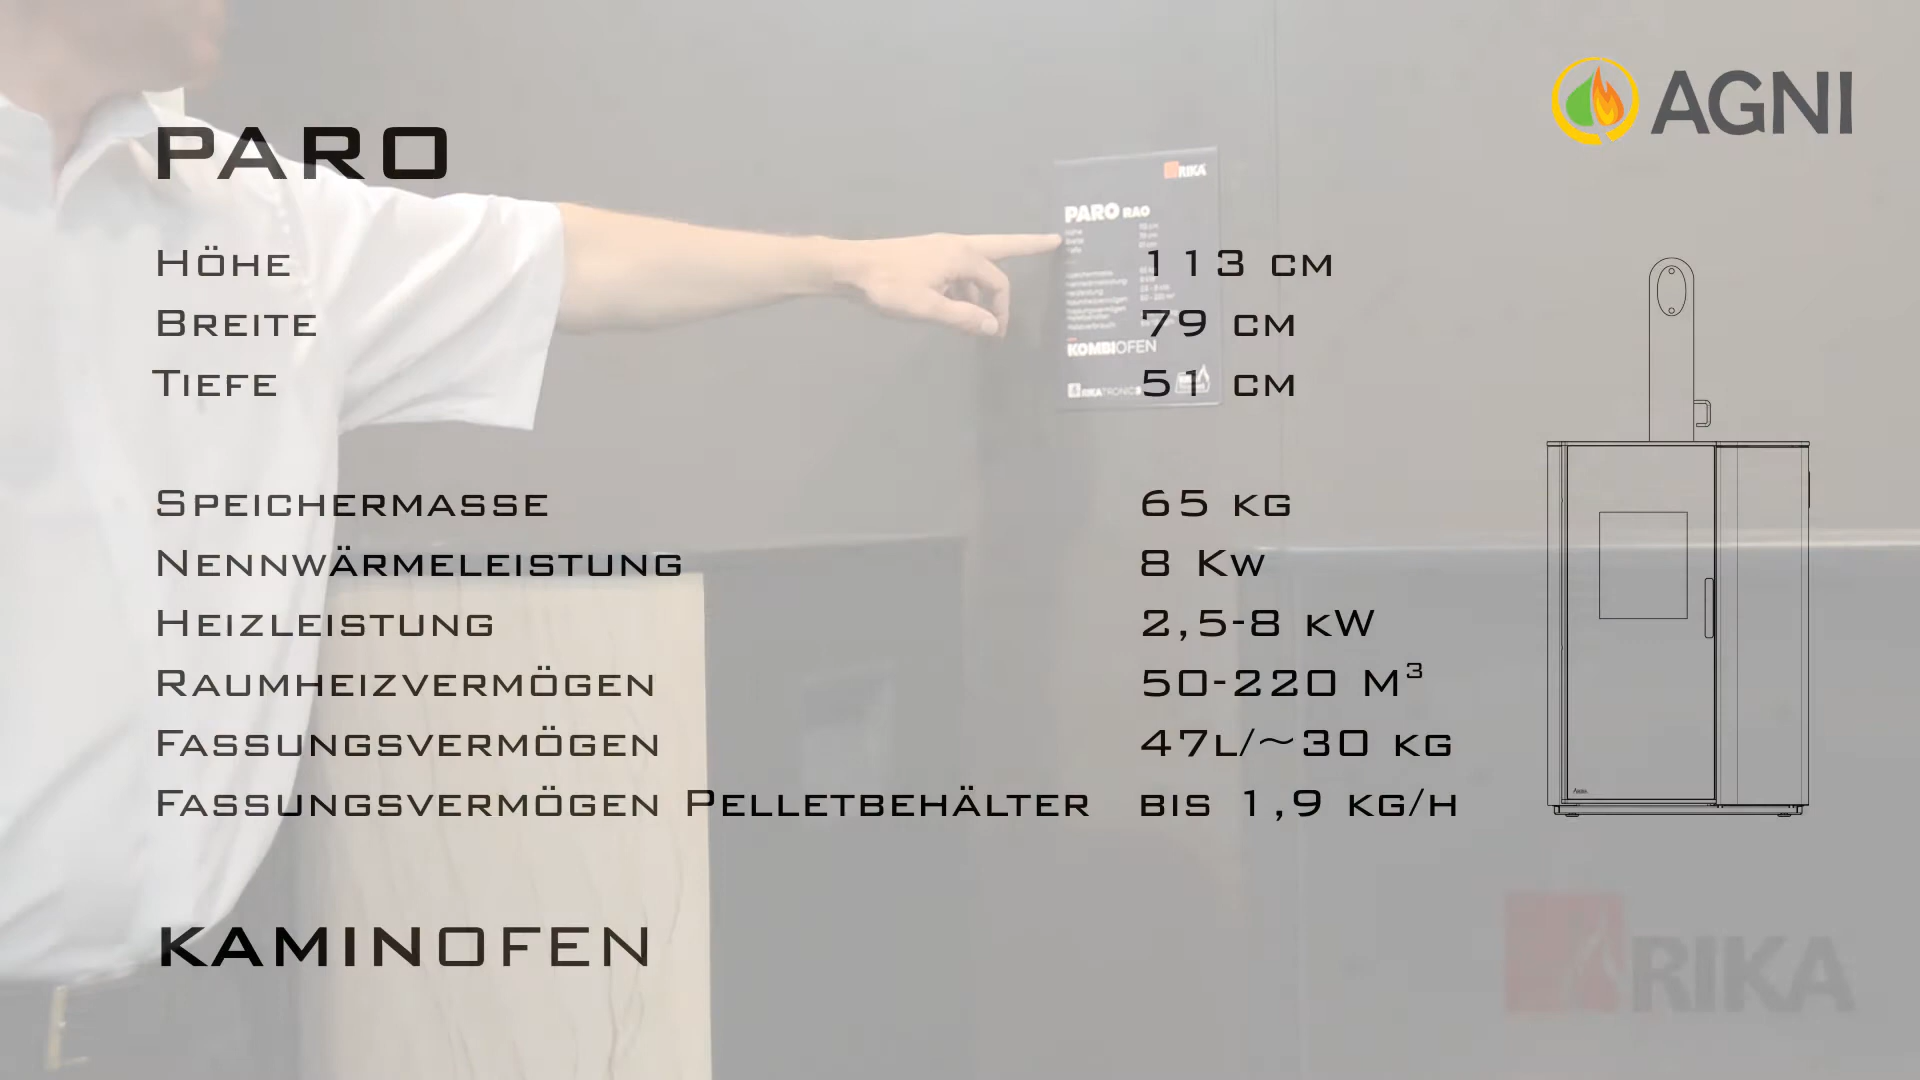 AGNI
PARO
HÖHE 113 CM
BREITE 79 CM
TIEFE 51 CM
SPEICHERMASSE 65 KG
NENNWÄRMELEISTUNG 8 KW
HEIZLEISTUNG 2,5-8 KW
RAUMHEIZVERMÖGEN 50-220 M³
FASSUNGSVERMÖGEN 47L/~30 KG
FASSUNGSVERMÖGEN PELLETBEHÄLTER BIS 1,9 KG/H
KAMINOFEN
RIKA
RIKA
PARO RAO
KOMBIOFEN
RIKATRONIC